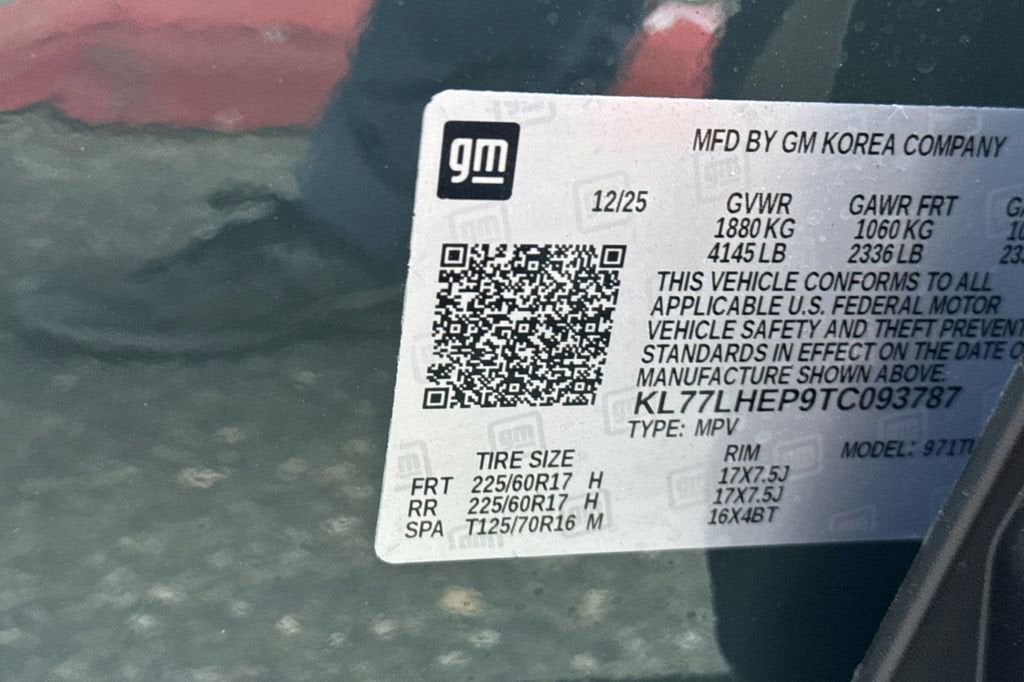 gm
MFD BY GM KOREA COMPANY
12/25 GVWR GAWR FRT
1880 KG 1060 KG
4145 LB 2336 LB
THIS VEHICLE CONFORMS TO ALL
APPLICABLE U.S. FEDERAL MOTOR
VEHICLE SAFETY AND THEFT PREVENT
STANDARDS IN EFFECT ON THE DATE O
MANUFACTURE SHOWN ABOVE.
KL77LHEP9TC093787
TYPE: MPV
TIRE SIZE RIM MODEL:
FRT 225/60R17 H 17X7.5J
RR 225/60R17 H 17X7.5J
SPA T125/70R16 M 16X4BT